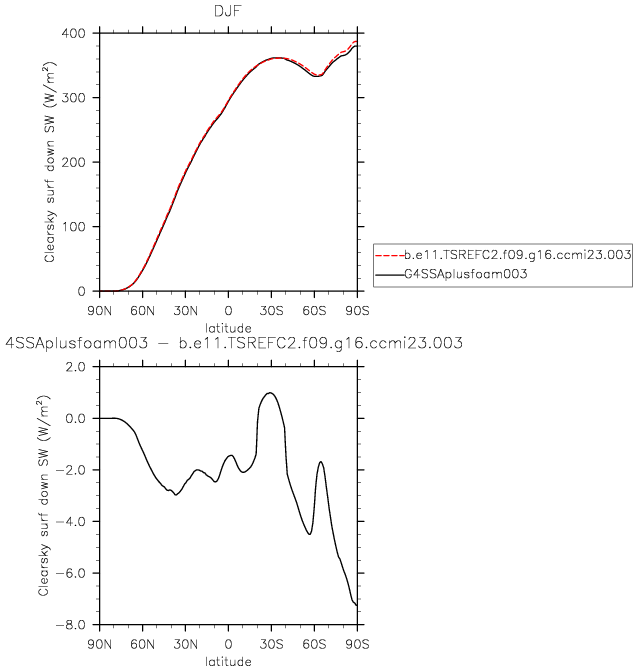 DJF
Clearsky surf down SW (W/m²)
400
300
200
100
0
90N 60N 30N 0 30S 60S 90S
latitude
b.e11.TSREFC2.f09.g16.ccmi23.003
G4SSAplusfoam003
4SSAplusfoam003 – b.e11.TSREFC2.f09.g16.ccmi23.003
Clearsky surf down SW (W/m²)
2.0
0.0
-2.0
-4.0
-6.0
-8.0
90N 60N 30N 0 30S 60S 90S
latitude